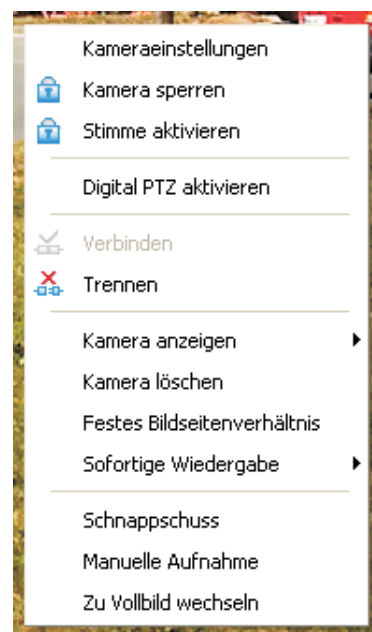 Kameraeinstellungen
Kamera sperren
Stimme aktivieren
Digital PTZ aktivieren
Verbinden
Trennen
Kamera anzeigen
Kamera löschen
Festes Bildseitenverhältnis
Sofortige Wiedergabe
Schnappschuss
Manuelle Aufnahme
Zu Vollbild wechseln